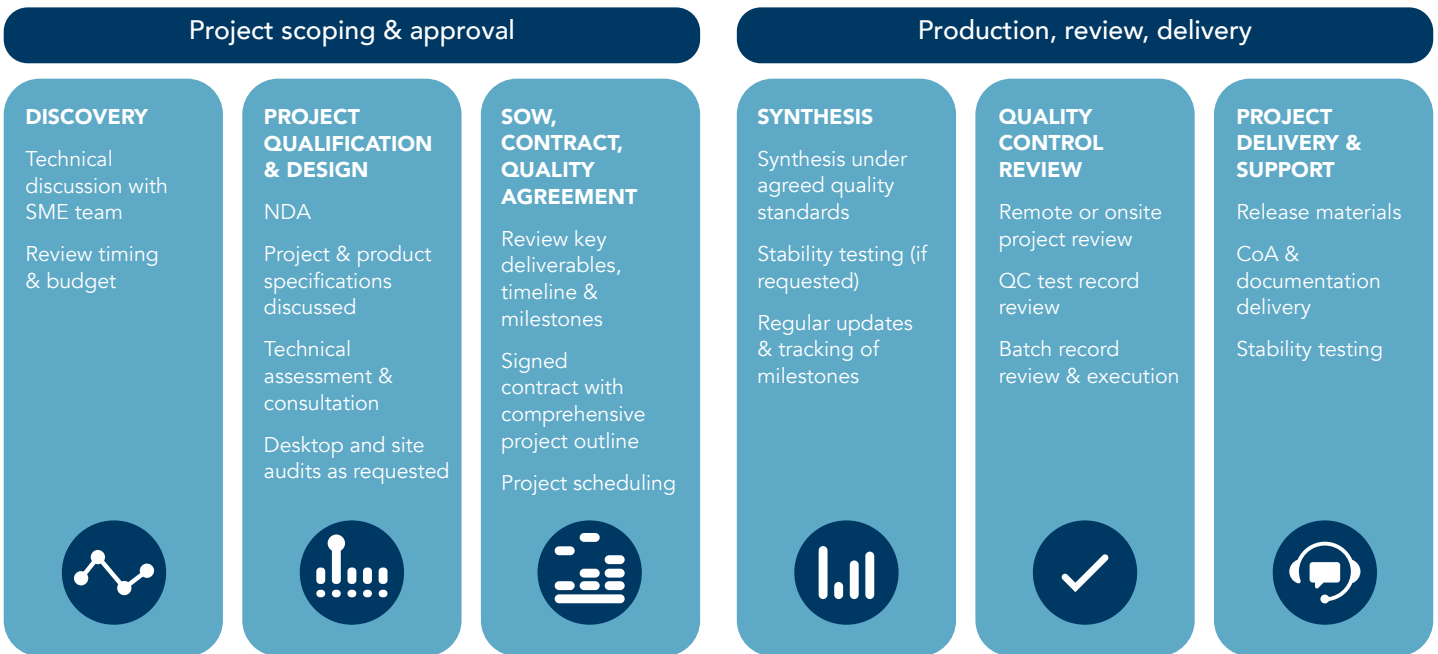 Project scoping & approval
DISCOVERY
Technical
discussion with
SME team
Review timing
& budget
PROJECT
QUALIFICATION
& DESIGN
NDA
Project & product
specifications
discussed
Technical
assessment &
consultation
Desktop and site
audits as requested
SOW,
CONTRACT,
QUALITY
AGREEMENT
Review key
deliverables,
timeline &
milestones
Signed
contract with
comprehensive
project outline
Project scheduling
Production, review, delivery
SYNTHESIS
Synthesis under
agreed quality
standards
Stability testing (if
requested)
Regular updates
& tracking of
milestones
QUALITY
CONTROL
REVIEW
Remote or onsite
project review
QC test record
review
Batch record
review & execution
PROJECT
DELIVERY &
SUPPORT
Release materials
CoA &
documentation
delivery
Stability testing